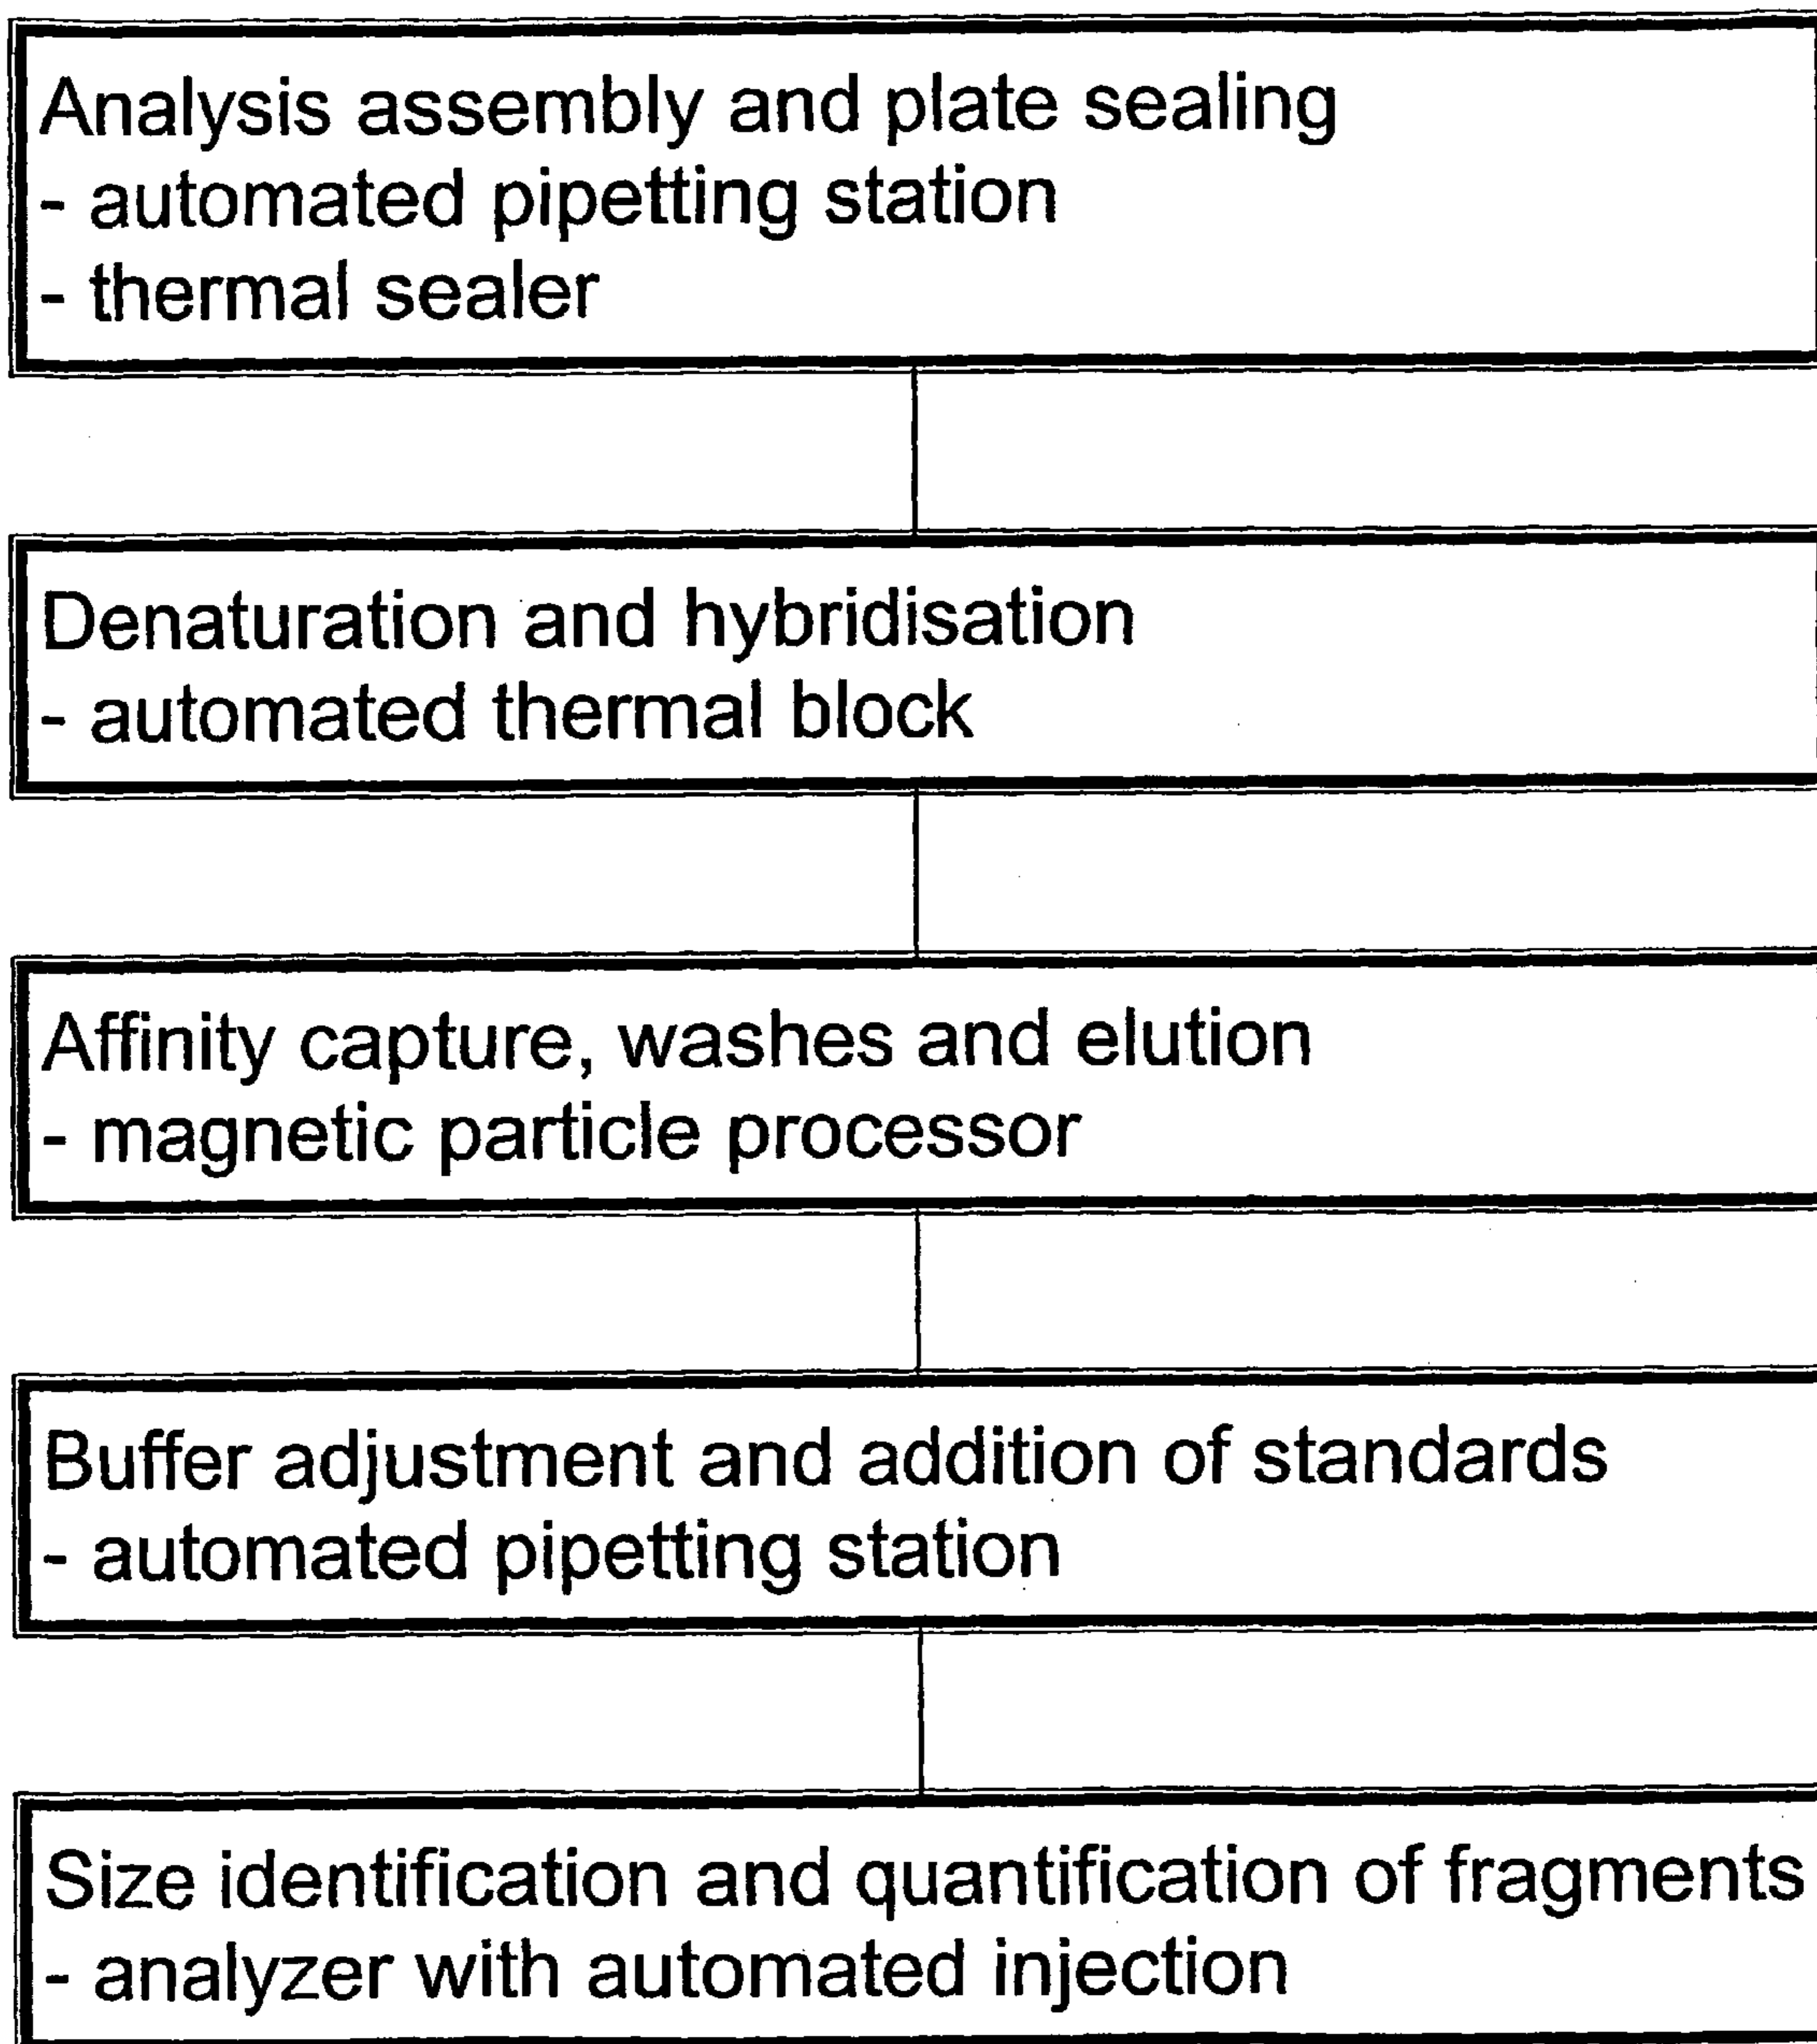 Analysis assembly and plate sealing
- automated pipetting station
- thermal sealer
Denaturation and hybridisation
- automated thermal block
Affinity capture, washes and elution
- magnetic particle processor
Buffer adjustment and addition of standards
- automated pipetting station
Size identification and quantification of fragments
- analyzer with automated injection